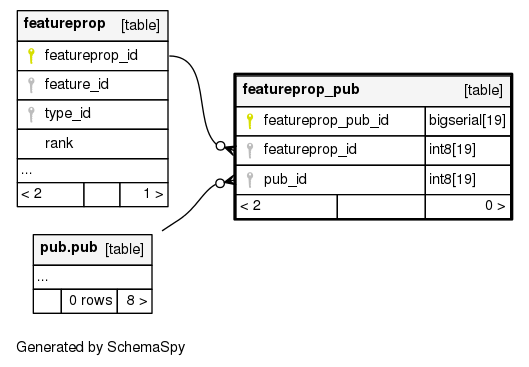 featureprop [table]
featureprop_id
feature_id
type_id
rank
...
< 2 1 >
featureprop_pub [table]
featureprop_pub_id bigserial[19]
featureprop_id int8[19]
pub_id int8[19]
< 2 0 >
pub.pub [table]
...
0 rows 8 >
Generated by SchemaSpy